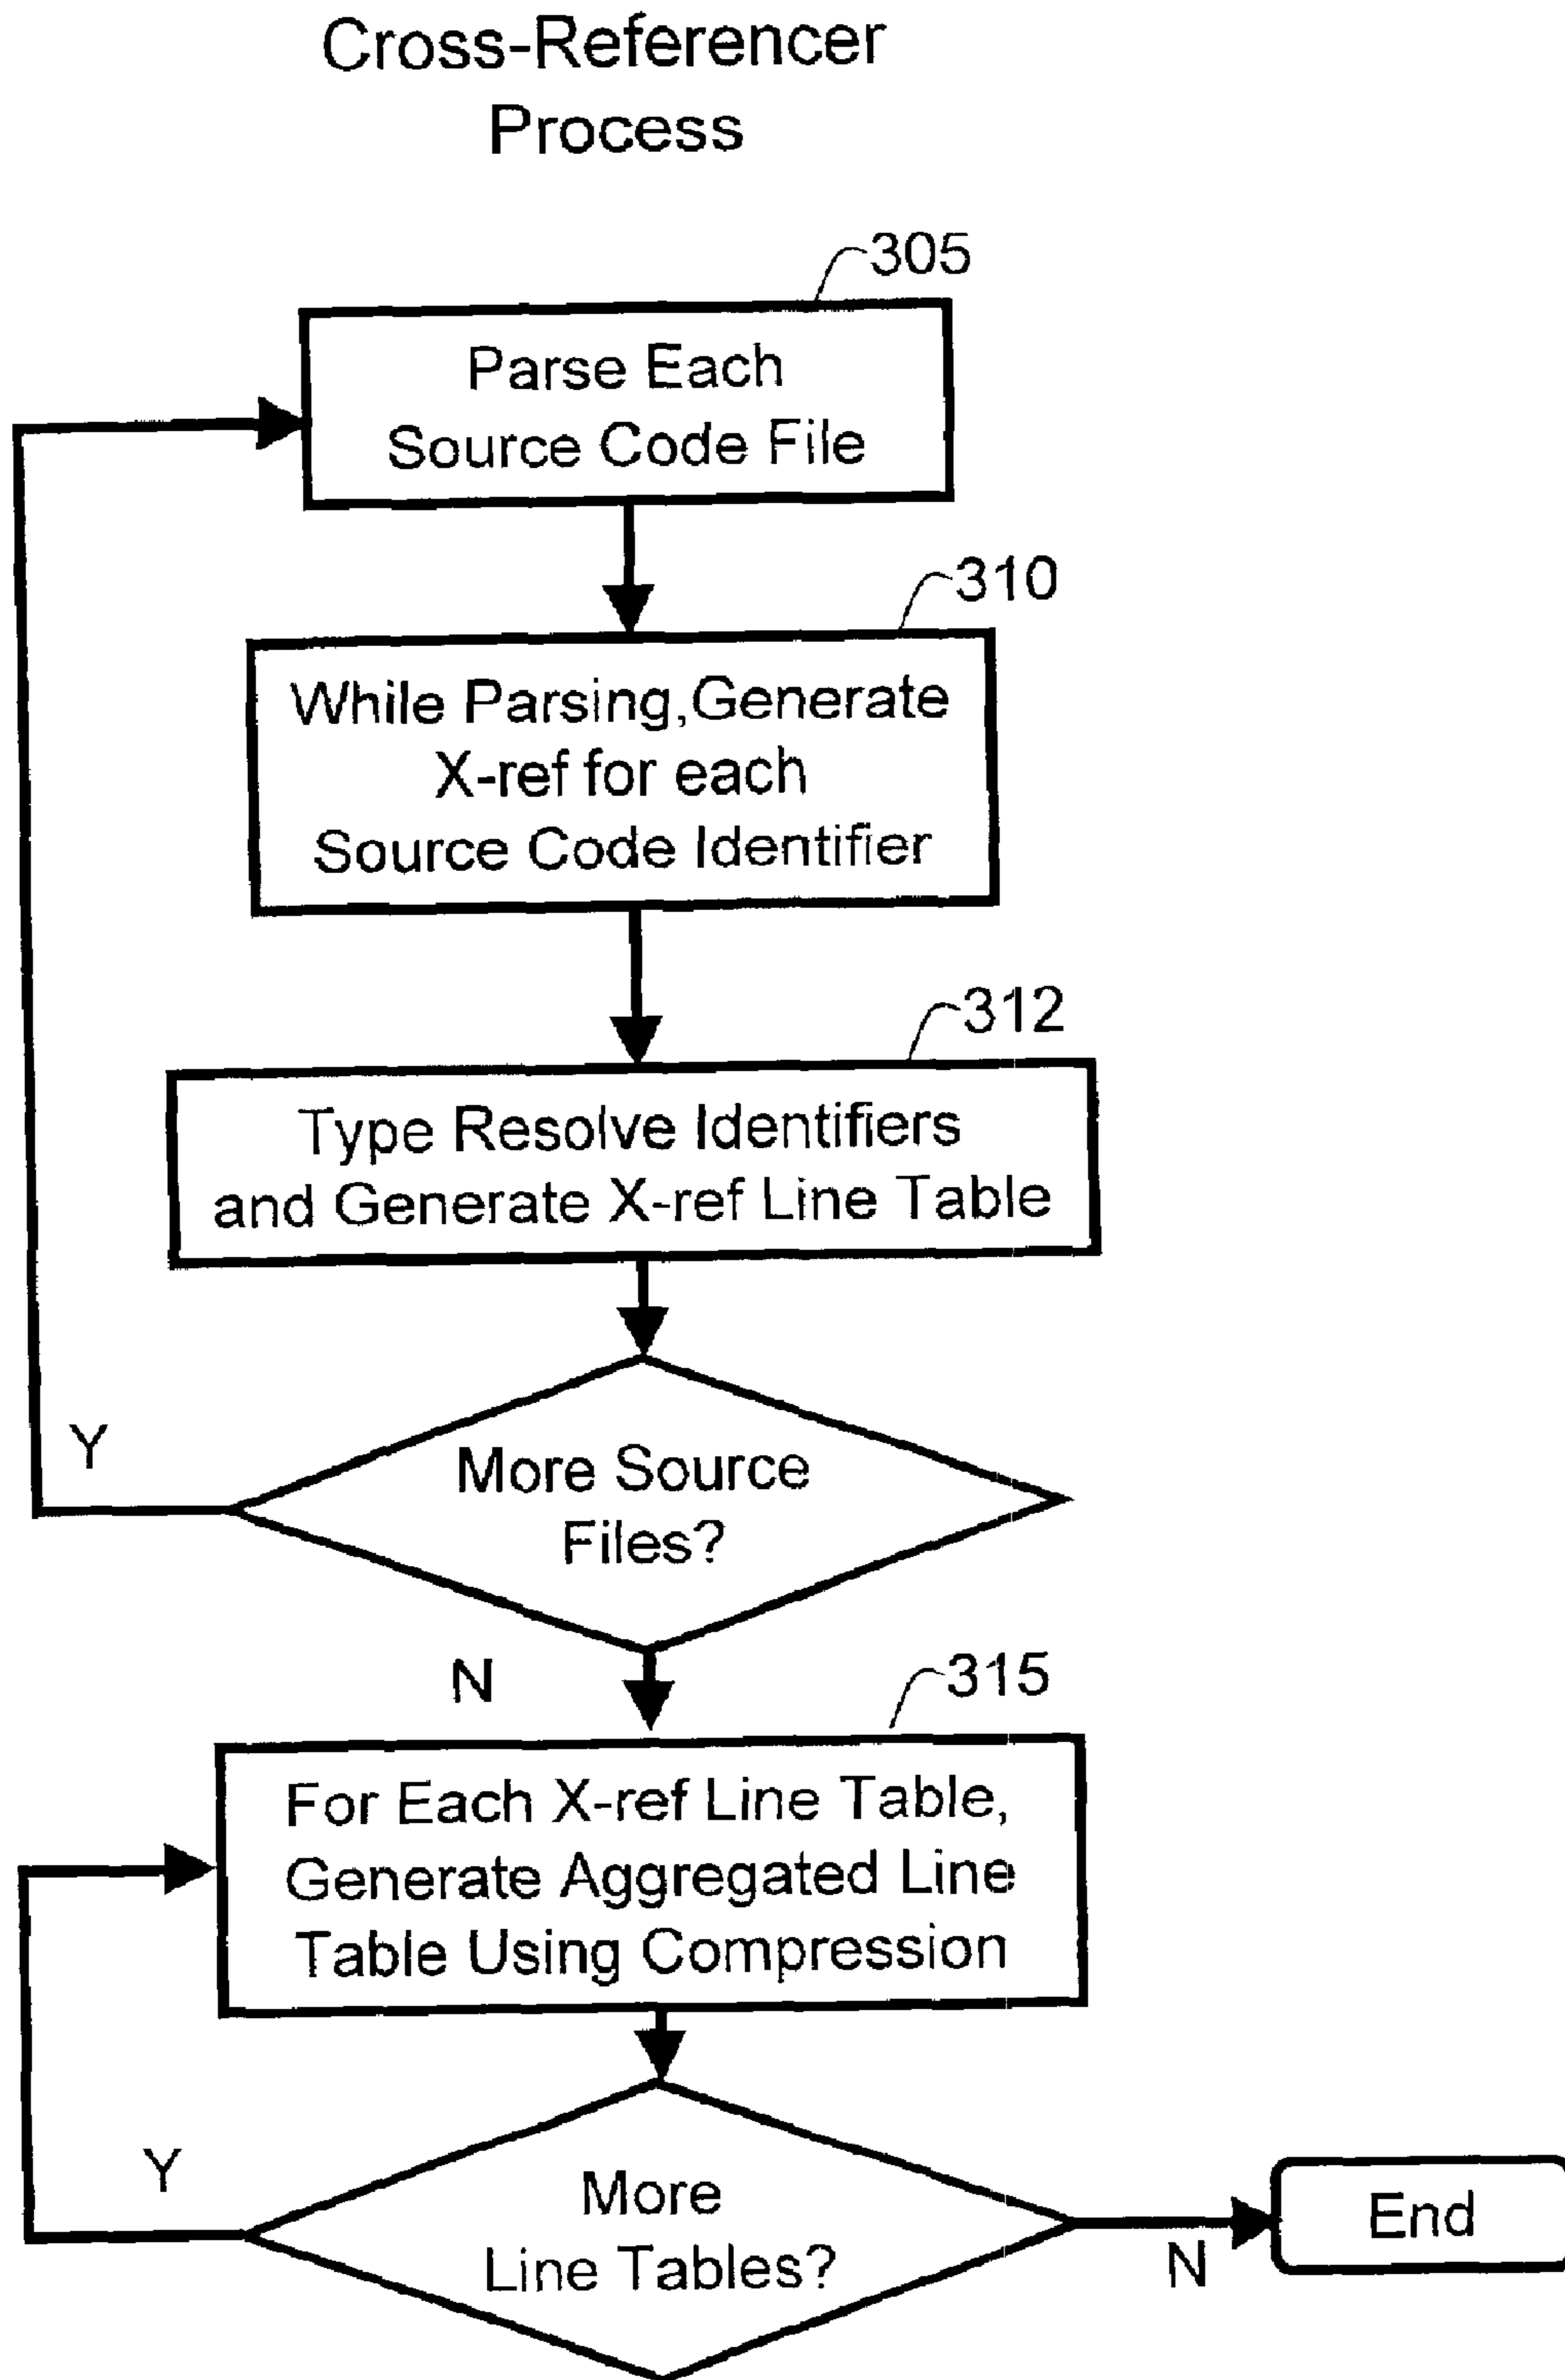 Cross-Referencer
Process
305
Parse Each
Source Code File
310
While Parsing,Generate
X-ref for each
Source Code Identifier
312
Type Resolve Identifiers
and Generate X-ref Line Table
Y
More Source
Files?
N
315
For Each X-ref Line Table,
Generate Aggregated Line
Table Using Compression
Y
More
Line Tables?
N
End